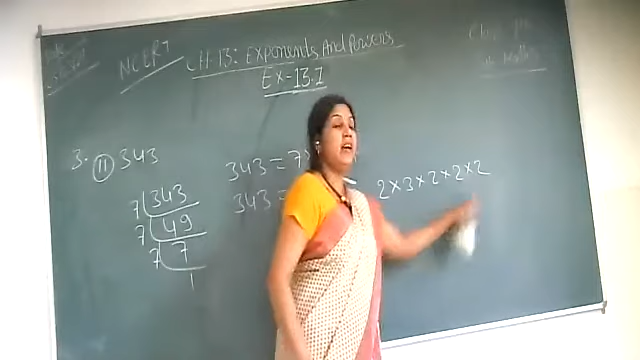 NCERT
CH-13: Exponents And Powers
Ex-13.1
3. (ii) 343
7 | 343
7 | 49
7 | 7
1
343 = 7×
343 =
2×3×2×2×2